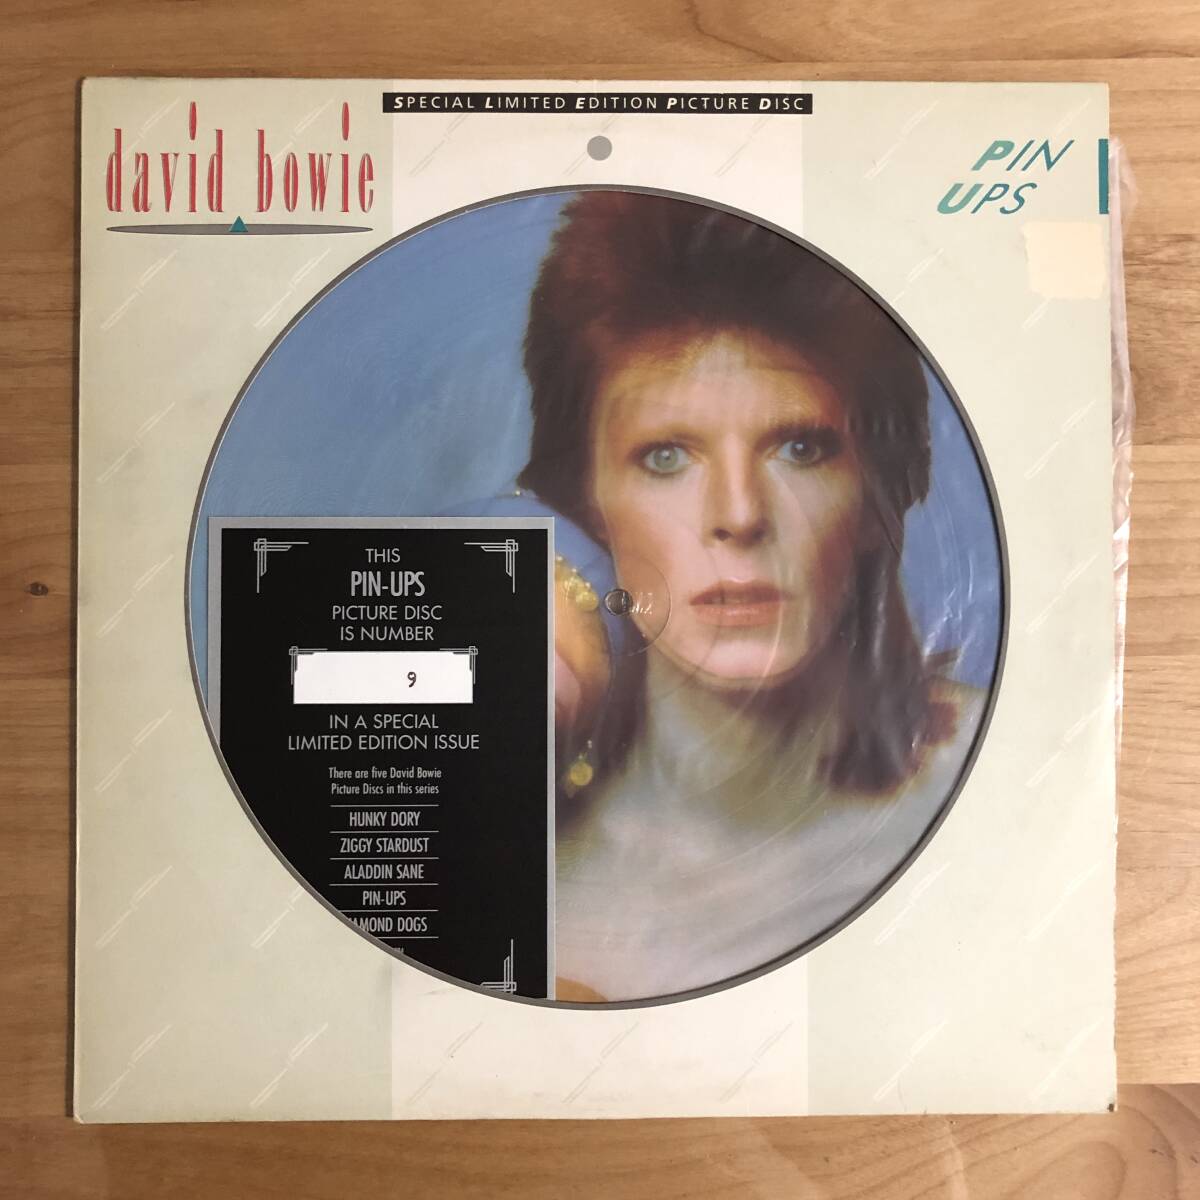 SPECIAL LIMITED EDITION PICTURE DISC
david bowie
PIN
UPS
THIS
PIN-UPS
PICTURE DISC
IS NUMBER
9
IN A SPECIAL
LIMITED EDITION ISSUE
There are five David Bowie
Picture Discs in this series
HUNKY DORY
ZIGGY STARDUST
ALADDIN SANE
PIN-UPS
AMOND DOGS